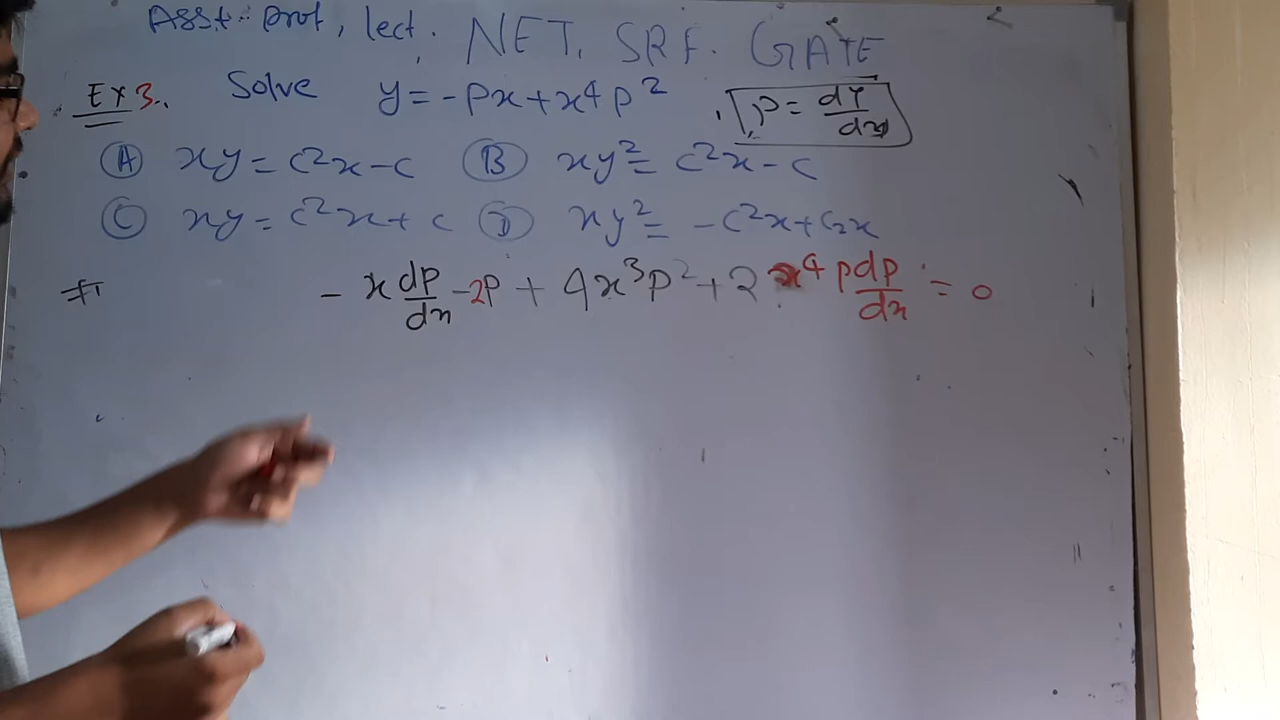 Asst. Prof, lect. NET, SRF. GATE
Ex 3. Solve y = -px + x⁴p², p = dy/dx
(A) xy = c²x - c (B) xy² = c²x - c
(C) xy = c²x + c (D) xy² = -c²x + c₂x
- x dp/dx - 2p + 4x³p² + 2x⁴p dp/dx = 0